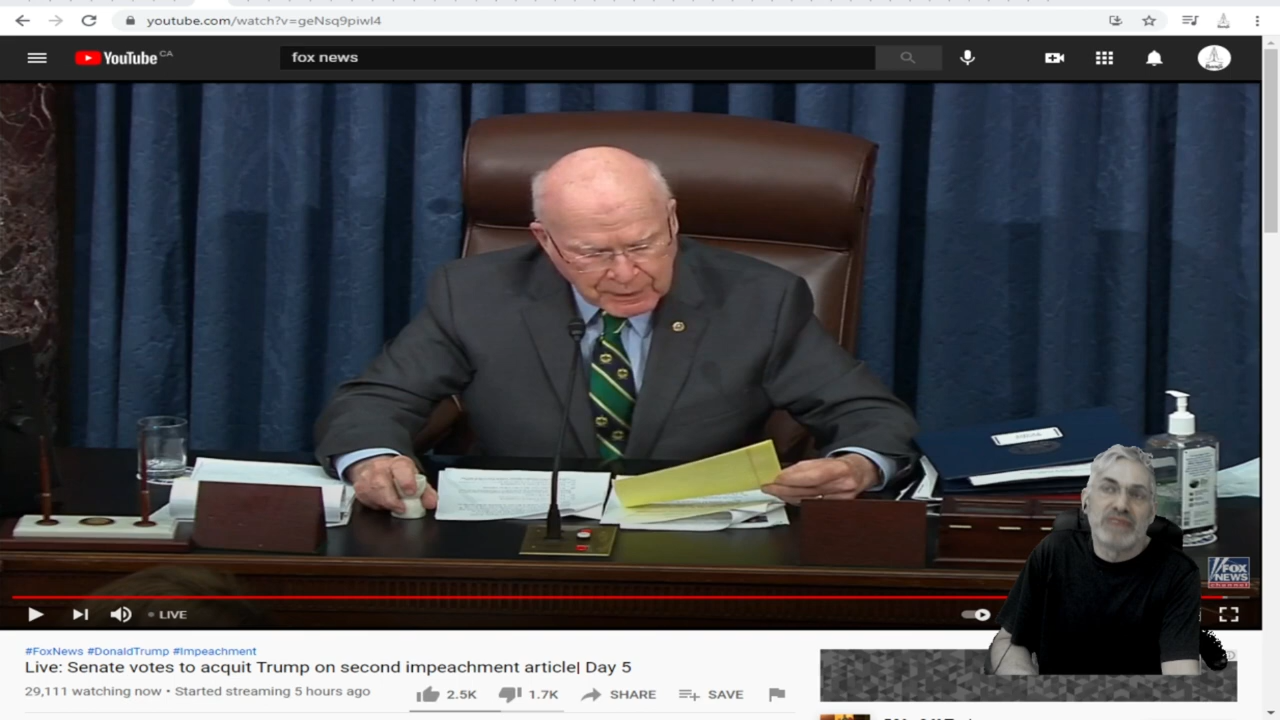 youtube.com/watch?v=geNsq9piwl4
YouTube CA
fox news
FOX
NEWS
channel
LIVE
#FoxNews #DonaldTrump #Impeachment
Live: Senate votes to acquit Trump on second impeachment article| Day 5
29,111 watching now • Started streaming 5 hours ago
2.5K
1.7K
SHARE
SAVE